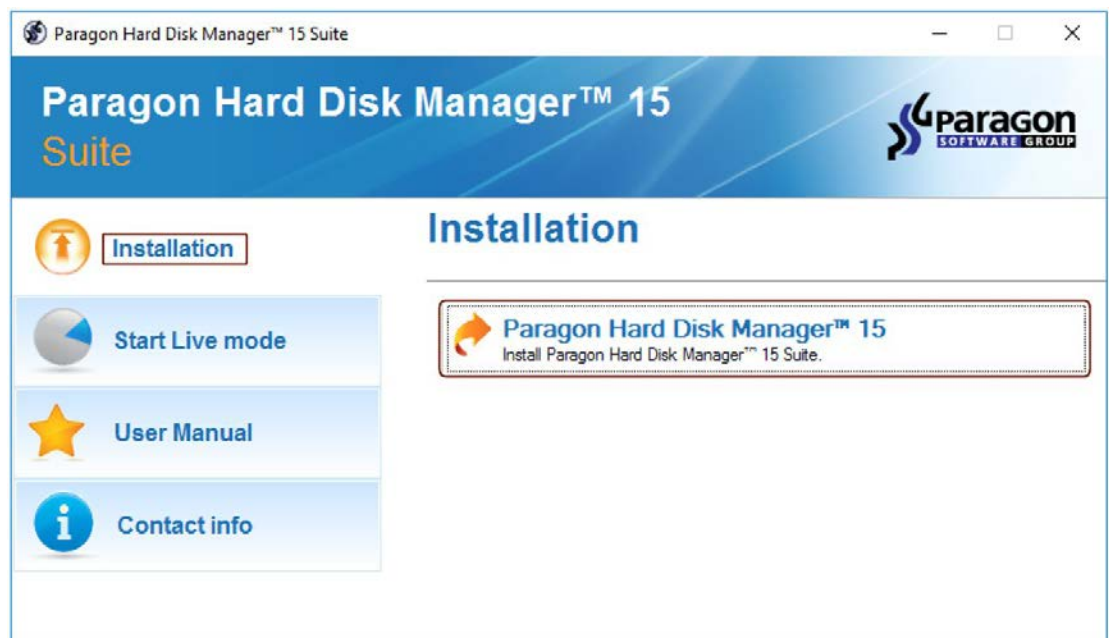 Paragon Hard Disk Manager™ 15 Suite
Paragon Hard Disk Manager™ 15
Suite
Paragon
SOFTWARE GROUP
Installation
Start Live mode
User Manual
Contact info
Installation
Paragon Hard Disk Manager™ 15
Install Paragon Hard Disk Manager™ 15 Suite.